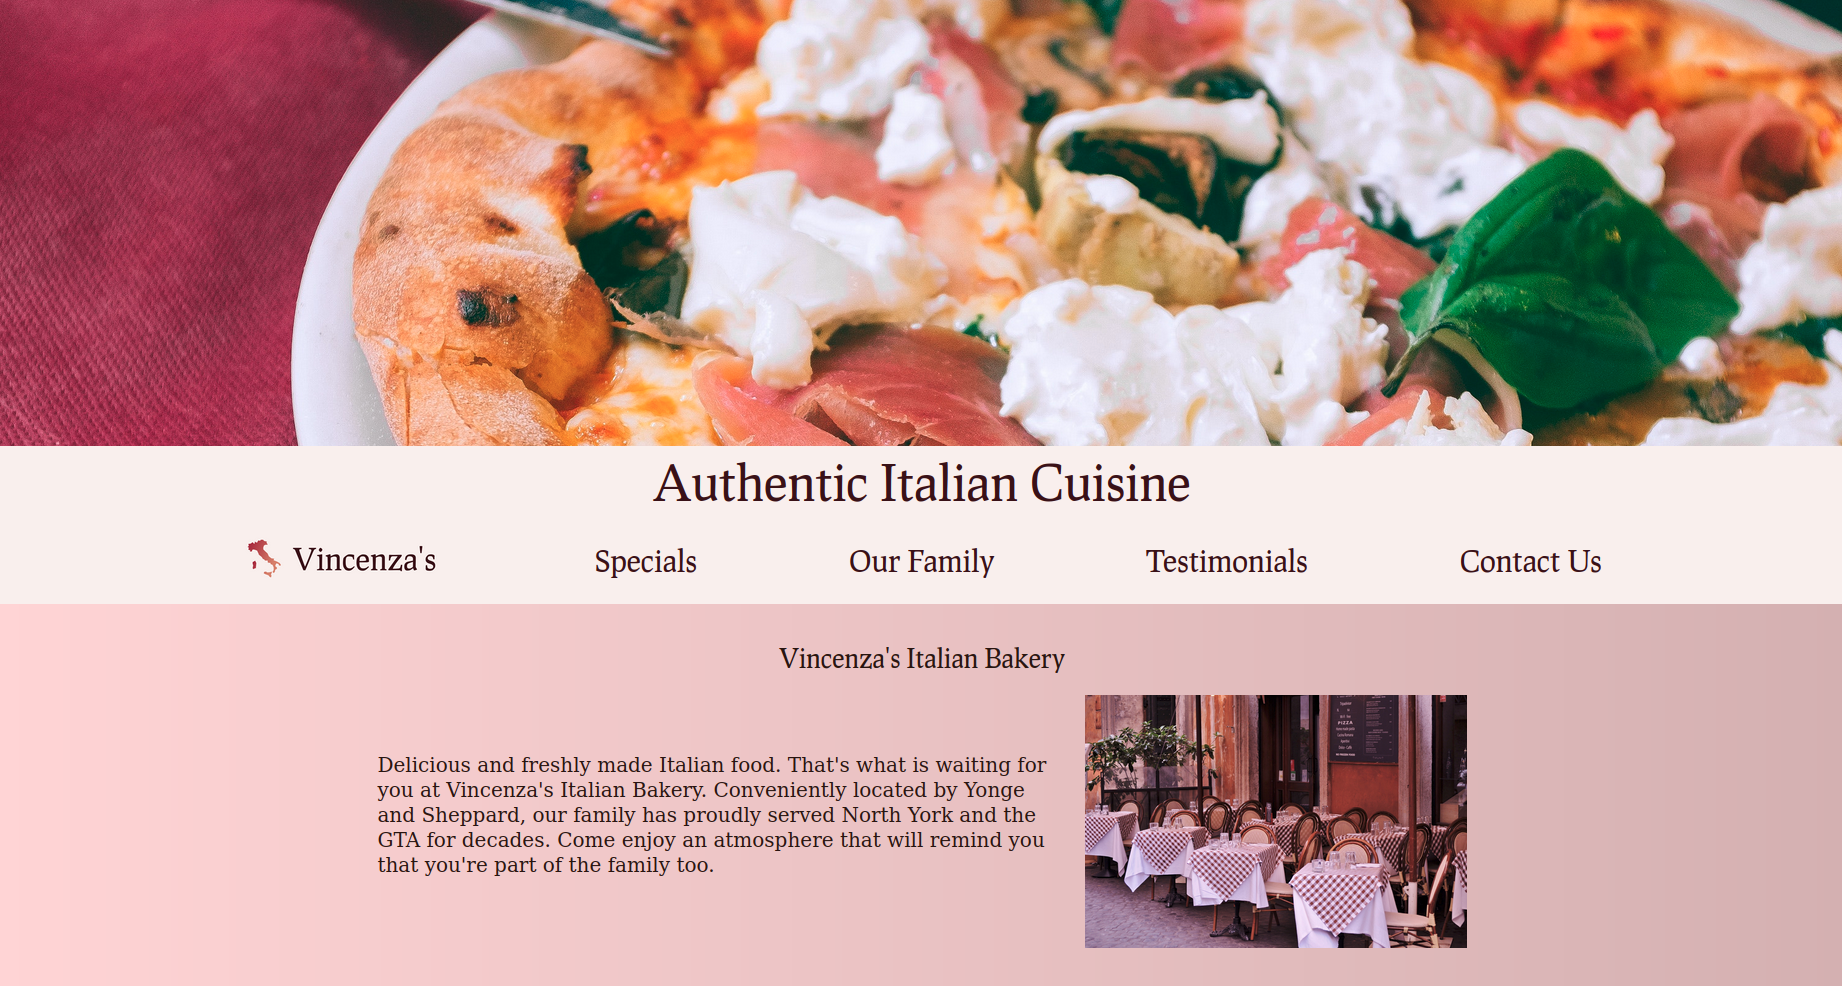 Authentic Italian Cuisine
Vincenza's Specials Our Family Testimonials Contact Us
Vincenza's Italian Bakery
Delicious and freshly made Italian food. That's what is waiting for
you at Vincenza's Italian Bakery. Conveniently located by Yonge
and Sheppard, our family has proudly served North York and the
GTA for decades. Come enjoy an atmosphere that will remind you
that you're part of the family too.
PIZZA